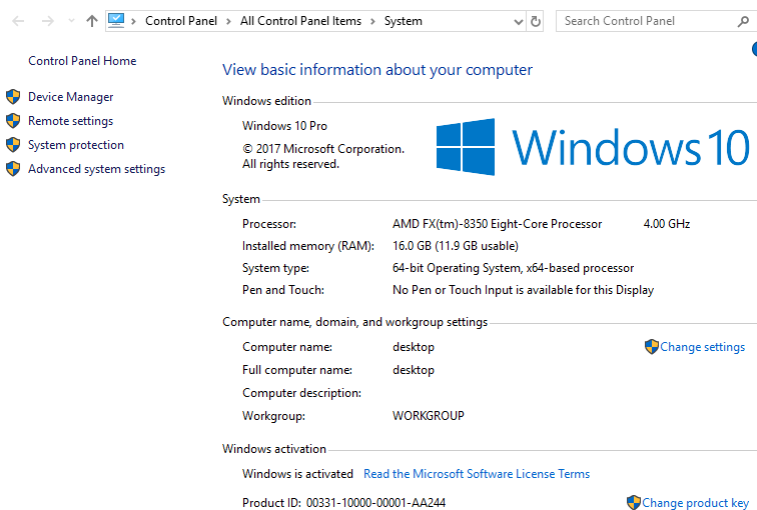 Control Panel > All Control Panel Items > System
Search Control Panel
Control Panel Home
Device Manager
Remote settings
System protection
Advanced system settings
View basic information about your computer
Windows edition
Windows 10 Pro
© 2017 Microsoft Corporation.
All rights reserved.
Windows 10
System
Processor: AMD FX(tm)-8350 Eight-Core Processor 4.00 GHz
Installed memory (RAM): 16.0 GB (11.9 GB usable)
System type: 64-bit Operating System, x64-based processor
Pen and Touch: No Pen or Touch Input is available for this Display
Computer name, domain, and workgroup settings
Computer name: desktop Change settings
Full computer name: desktop
Computer description:
Workgroup: WORKGROUP
Windows activation
Windows is activated Read the Microsoft Software License Terms
Product ID: 00331-10000-00001-AA244 Change product key